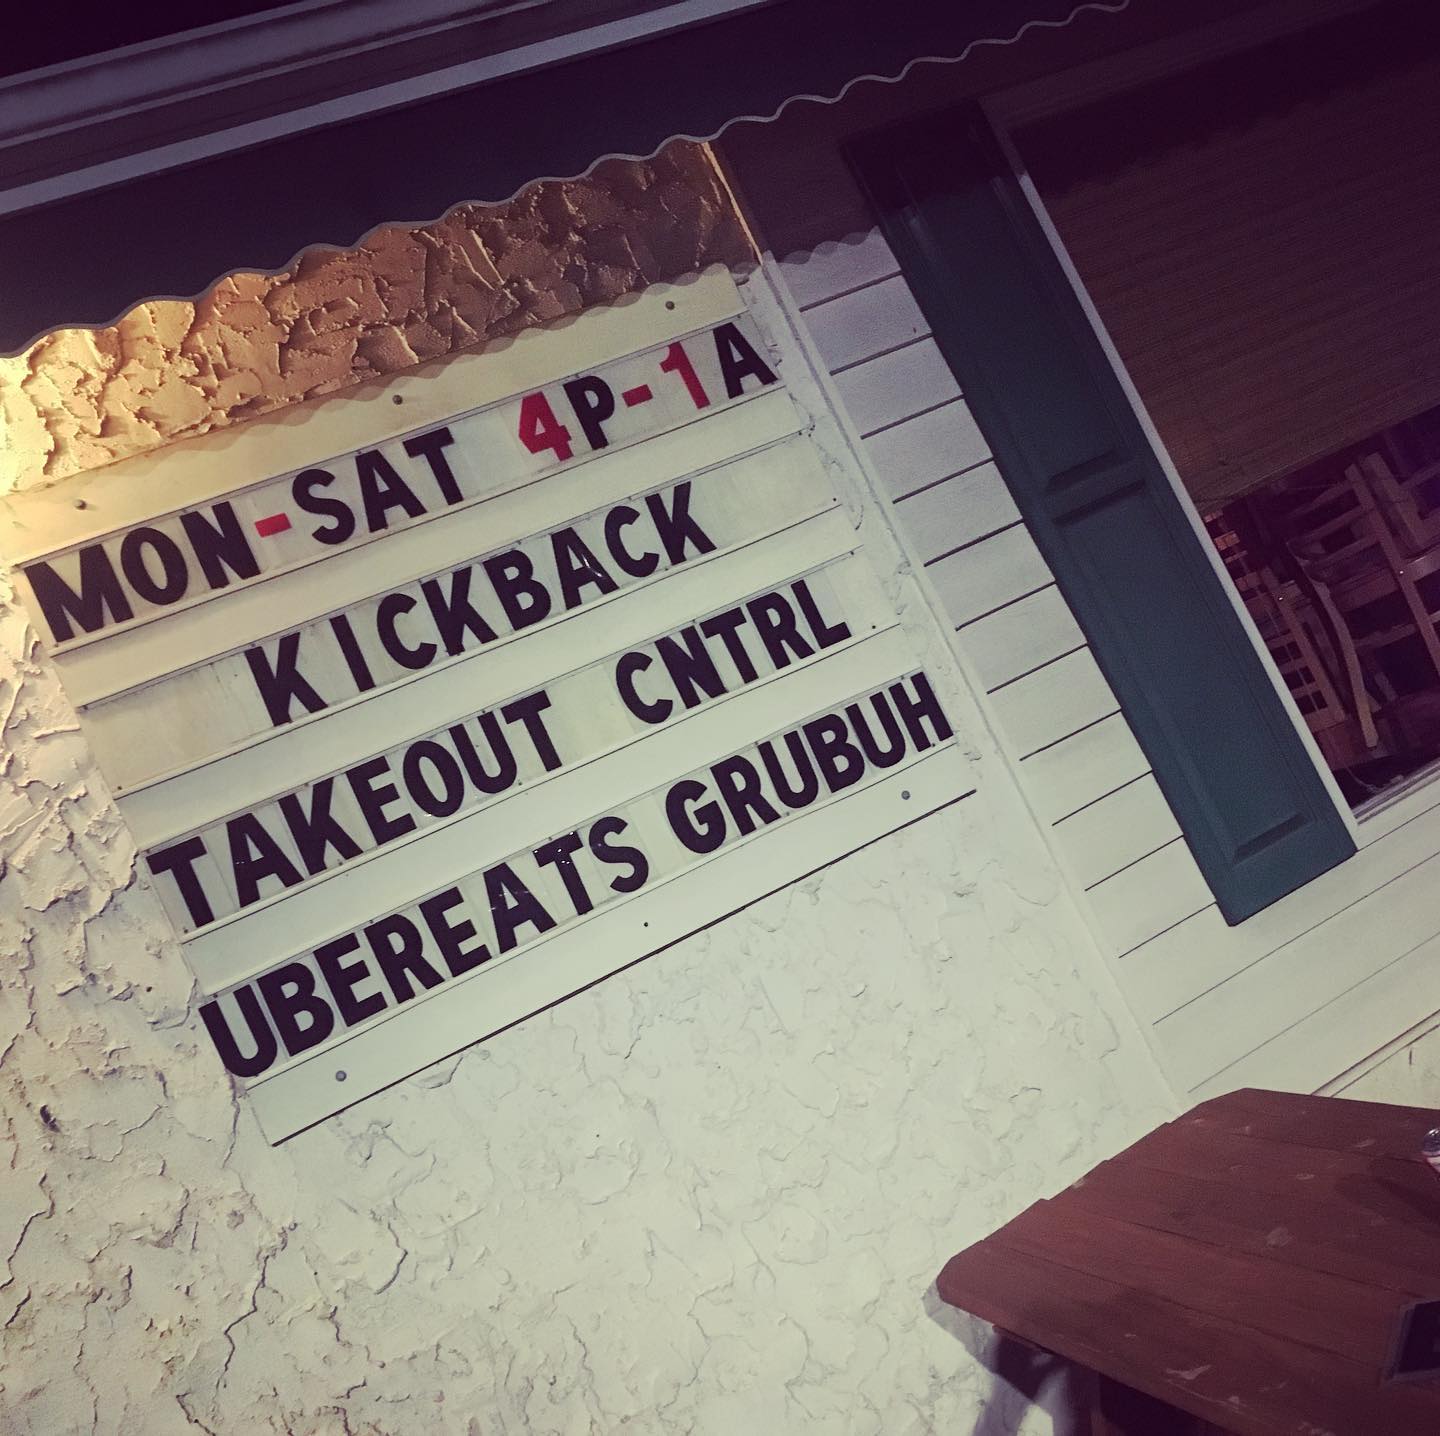 MON-SAT 4P-1A
KICKBACK
TAKEOUT CNTRL
UBEREATS GRUBUH